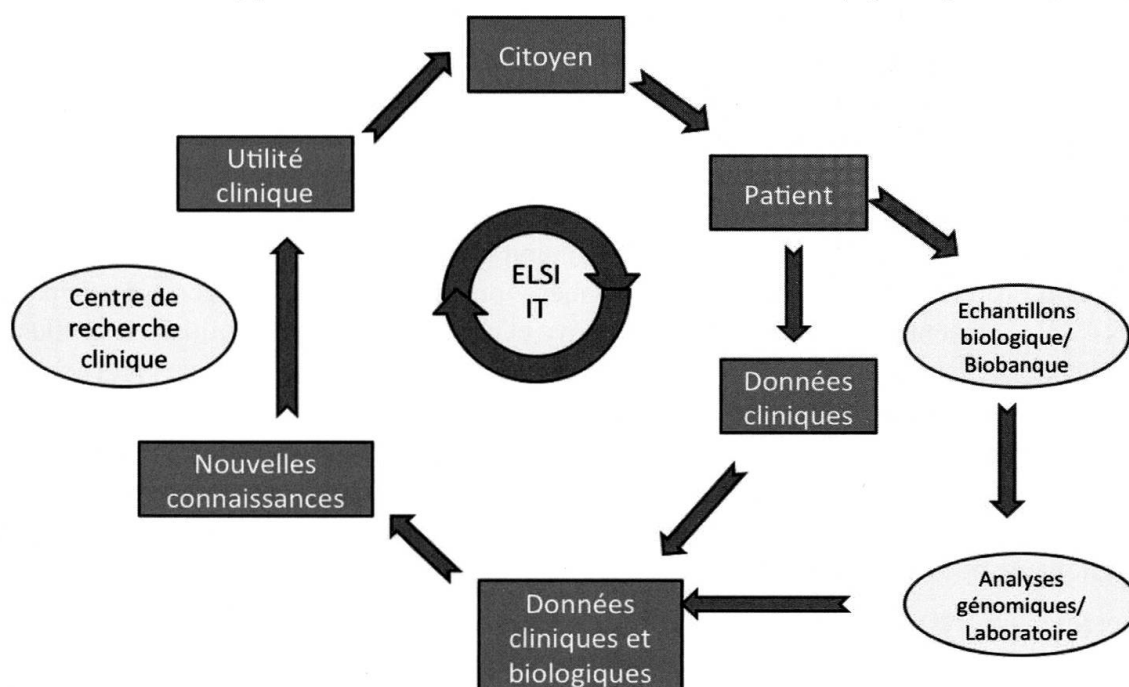 Citoyen
Utilité
clinique
Patient
ELSI
IT
Centre de
recherche
clinique
Echantillons
biologique/
Biobanque
Données
cliniques
Nouvelles
connaissances
Données
cliniques et
biologiques
Analyses
génomiques/
Laboratoire